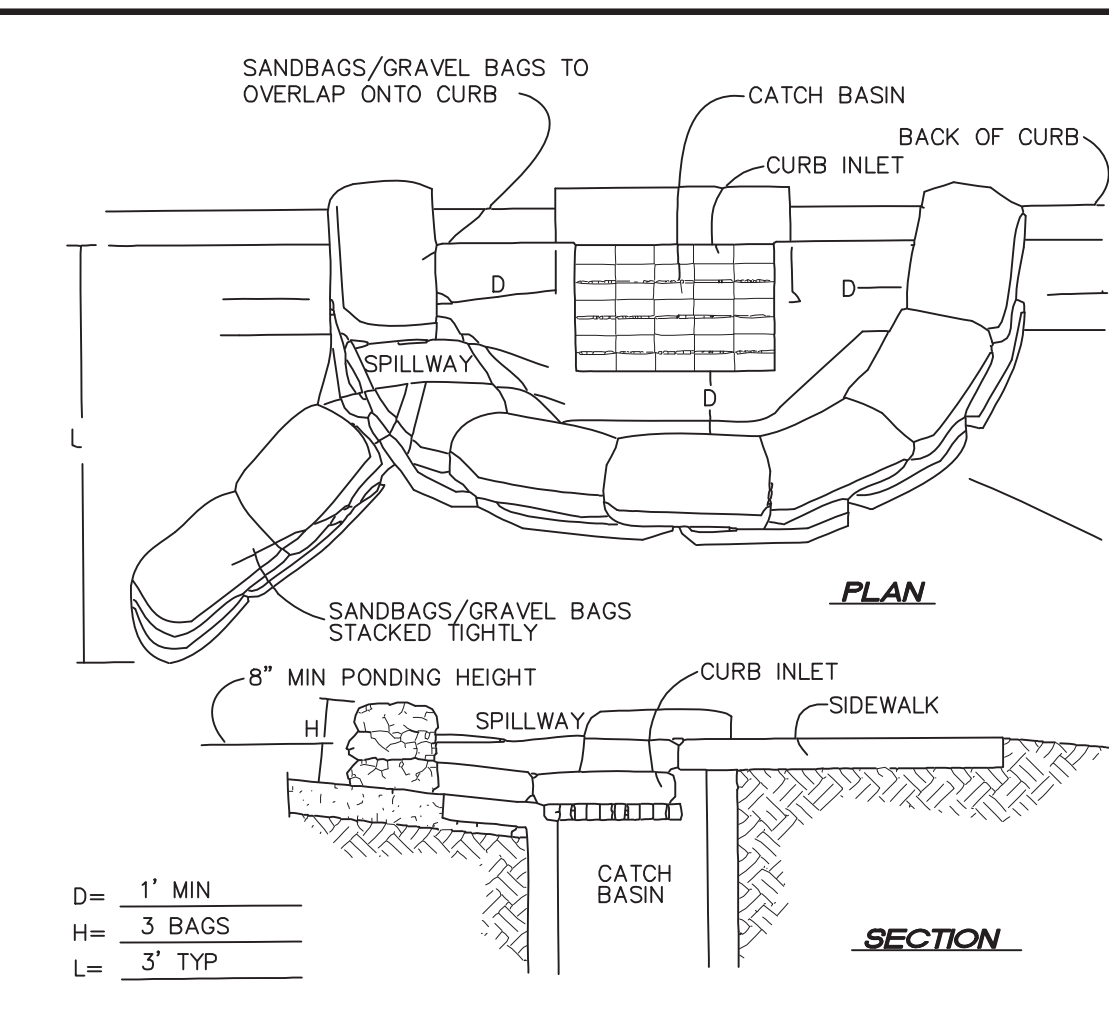 SANDBAGS/GRAVEL BAGS TO
OVERLAP ONTO CURB
CATCH BASIN
BACK OF CURB
CURB INLET
D
D
SPILLWAY
D
L
PLAN
SANDBAGS/GRAVEL BAGS
STACKED TIGHTLY
8" MIN PONDING HEIGHT
CURB INLET
SIDEWALK
SPILLWAY
H
CATCH
BASIN
D= 1' MIN
H= 3 BAGS
L= 3' TYP
SECTION